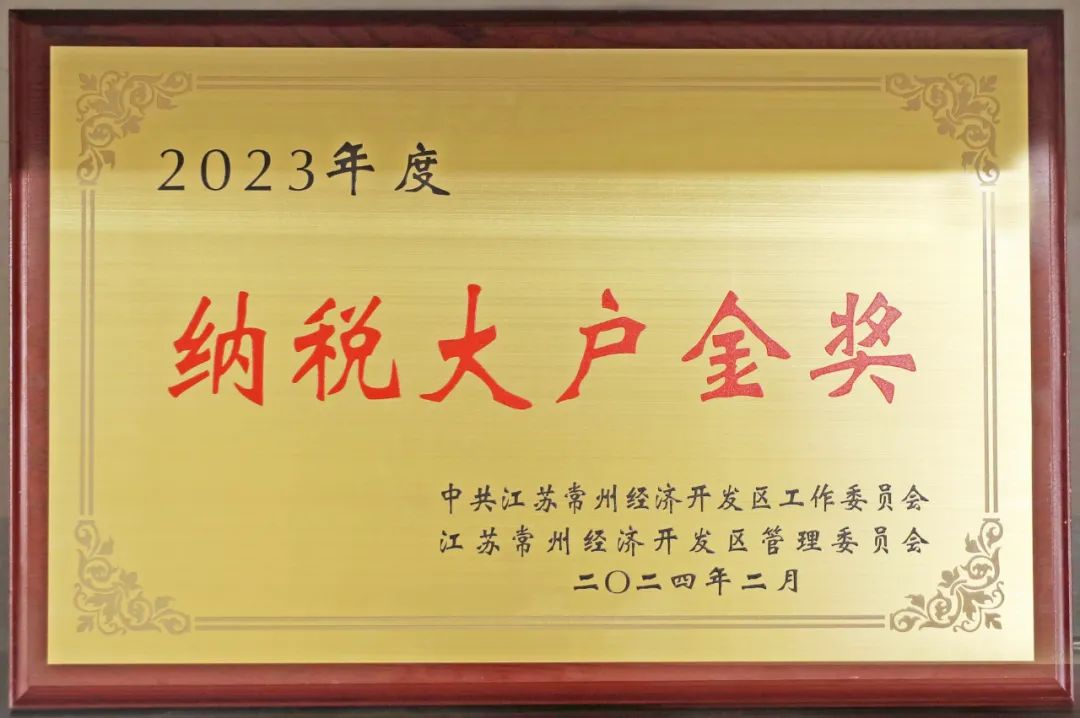 2023年度
纳税大户金奖
中共江苏常州经济开发区工作委员会
江苏常州经济开发区管理委员会
二〇二四年二月